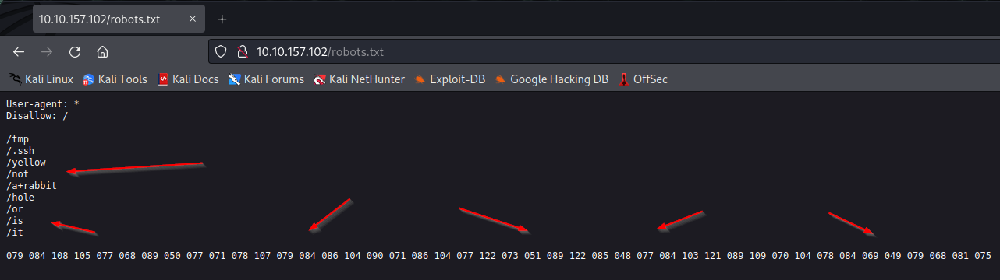 10.10.157.102/robots.txt
10.10.157.102/robots.txt
Kali Linux Kali Tools Kali Docs Kali Forums Kali NetHunter Exploit-DB Google Hacking DB OffSec
User-agent: *
Disallow: /
/tmp
/.ssh
/yellow
/not
/a+rabbit
/hole
/or
/is
/it
079 084 108 105 077 068 089 050 077 071 078 107 079 084 086 104 090 071 086 104 077 122 073 051 089 122 085 048 077 084 103 121 089 109 070 104 078 084 069 049 079 068 081 075